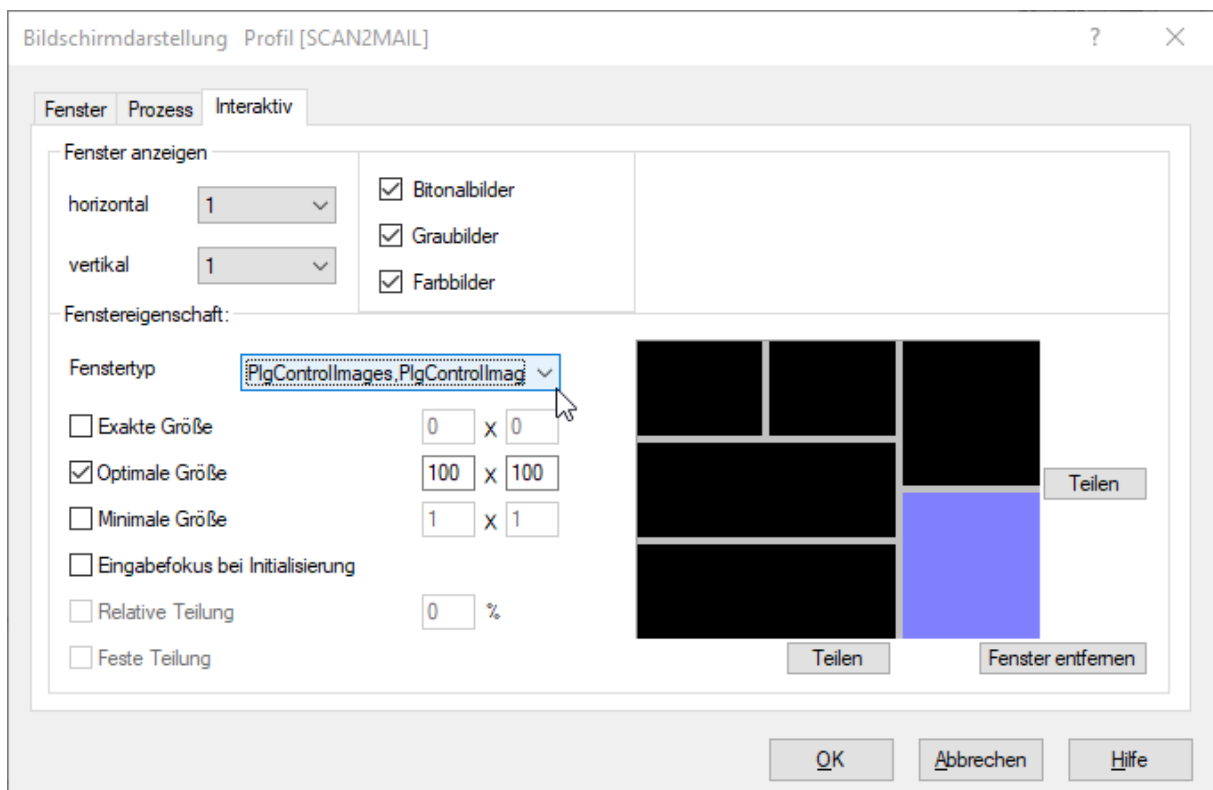 Bildschirmdarstellung Profil [SCAN2MAIL] ? ×
Fenster Prozess Interaktiv
Fenster anzeigen
horizontal 1
vertikal 1
Bitonalbilder
Graubilder
Farbbilder
Fenstereigenschaft:
Fenstertyp PlgControlImages,PlgControlImag
Exakte Größe 0 X 0
Optimale Größe 100 X 100
Minimale Größe 1 X 1
Eingabefokus bei Initialisierung
Relative Teilung 0 %
Feste Teilung
Teilen
Teilen Fenster entfernen
OK Abbrechen Hilfe